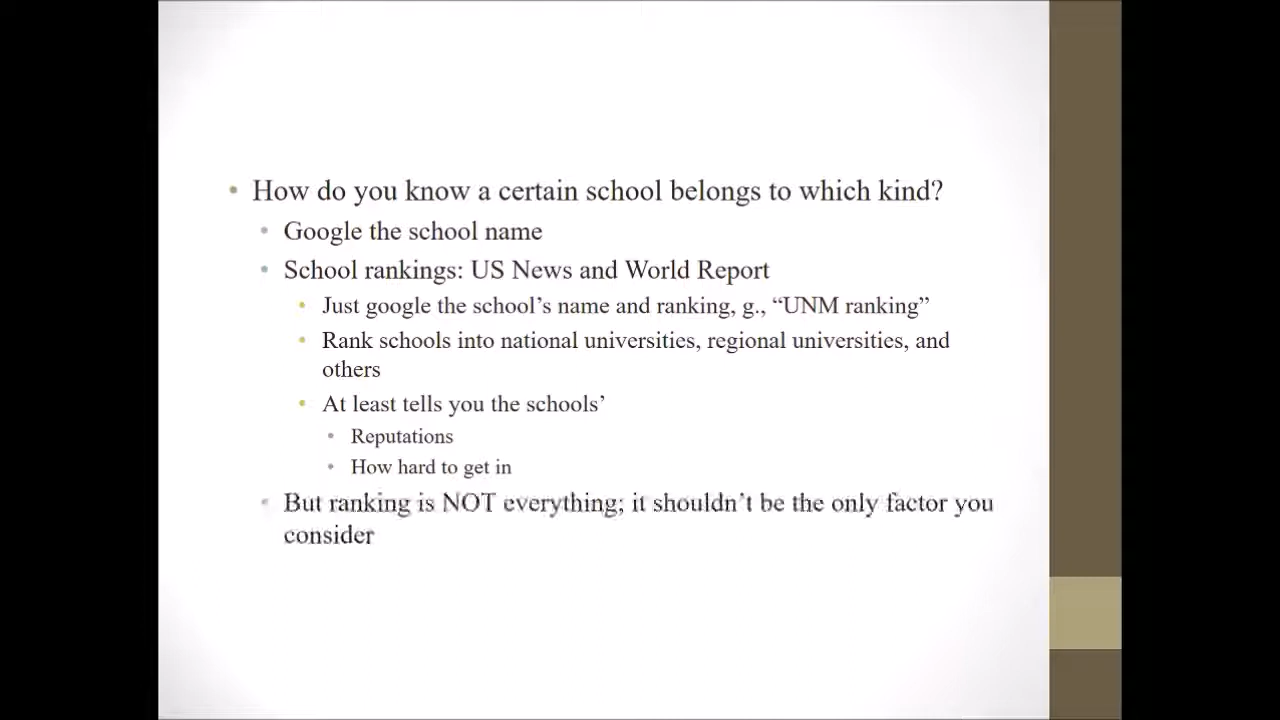 • How do you know a certain school belongs to which kind?
• Google the school name
• School rankings: US News and World Report
• Just google the school’s name and ranking, g., “UNM ranking”
• Rank schools into national universities, regional universities, and
others
• At least tells you the schools’
• Reputations
• How hard to get in
• But ranking is NOT everything; it shouldn’t be the only factor you
consider